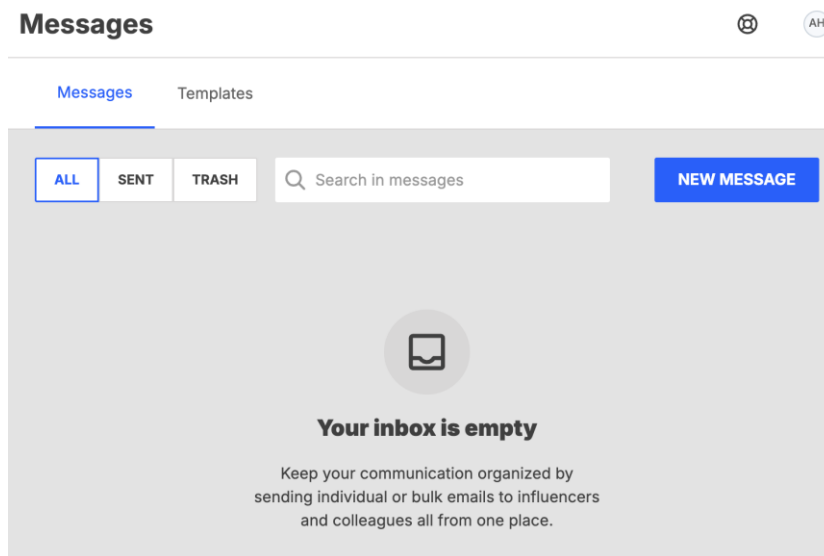 Messages
AH
Messages Templates
ALL SENT TRASH Search in messages NEW MESSAGE
Your inbox is empty
Keep your communication organized by
sending individual or bulk emails to influencers
and colleagues all from one place.